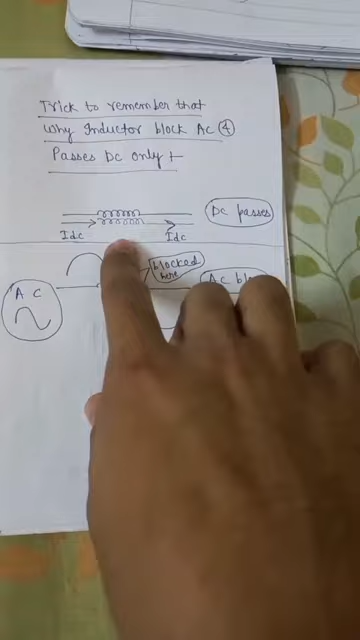 Trick to remember that
why Inductor block AC &
Passes DC only :-
DC passes
Idc Idc
blocked
here
AC
AC